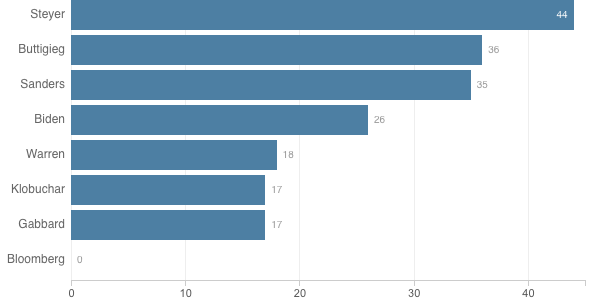 Steyer 44
Buttigieg 36
Sanders 35
Biden 26
Warren 18
Klobuchar 17
Gabbard 17
Bloomberg 0
0 10 20 30 40